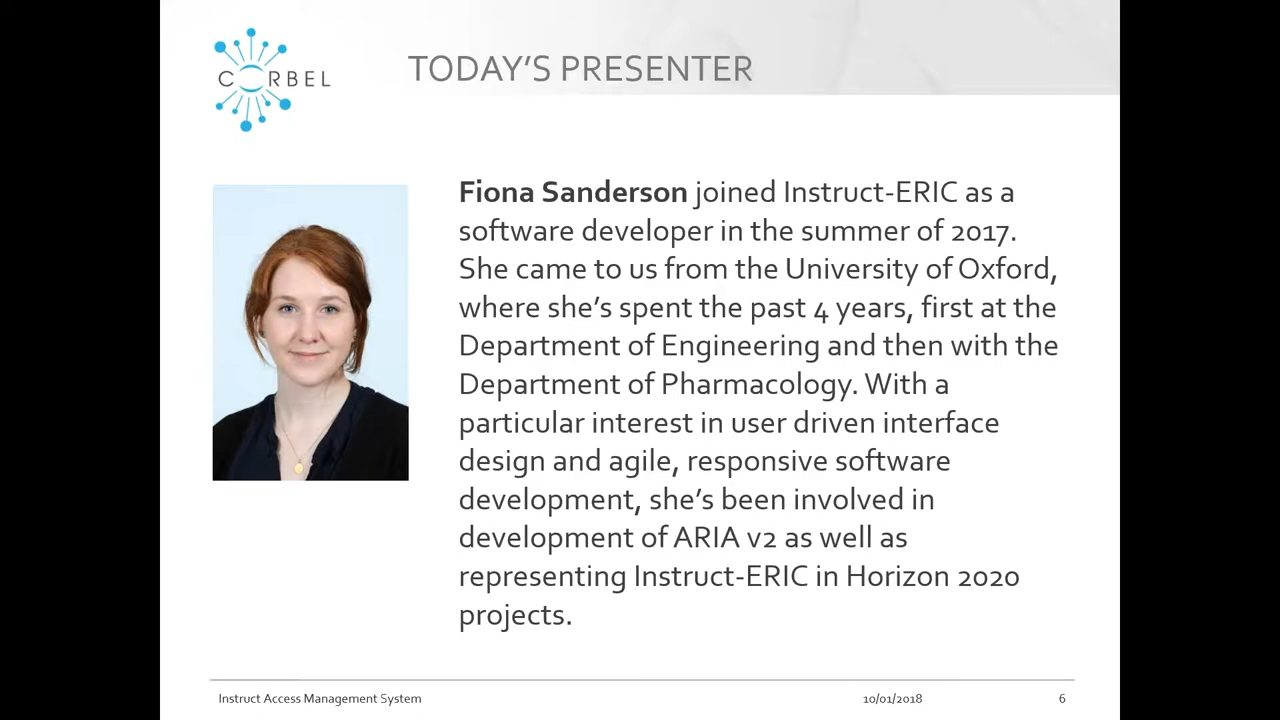 CORBEL
TODAY'S PRESENTER
Fiona Sanderson joined Instruct-ERIC as a
software developer in the summer of 2017.
She came to us from the University of Oxford,
where she's spent the past 4 years, first at the
Department of Engineering and then with the
Department of Pharmacology. With a
particular interest in user driven interface
design and agile, responsive software
development, she's been involved in
development of ARIA v2 as well as
representing Instruct-ERIC in Horizon 2020
projects.
Instruct Access Management System
10/01/2018
6